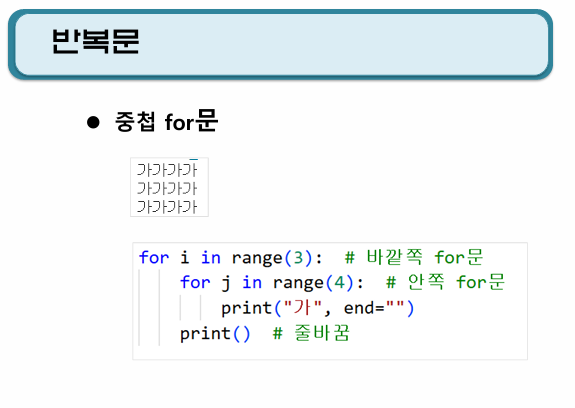 반복문
● 중첩 for문
가가가가
가가가가
가가가가
for i in range(3):  # 바깥쪽 for문
    for j in range(4):  # 안쪽 for문
        print("가", end="")
    print()  # 줄바꿈